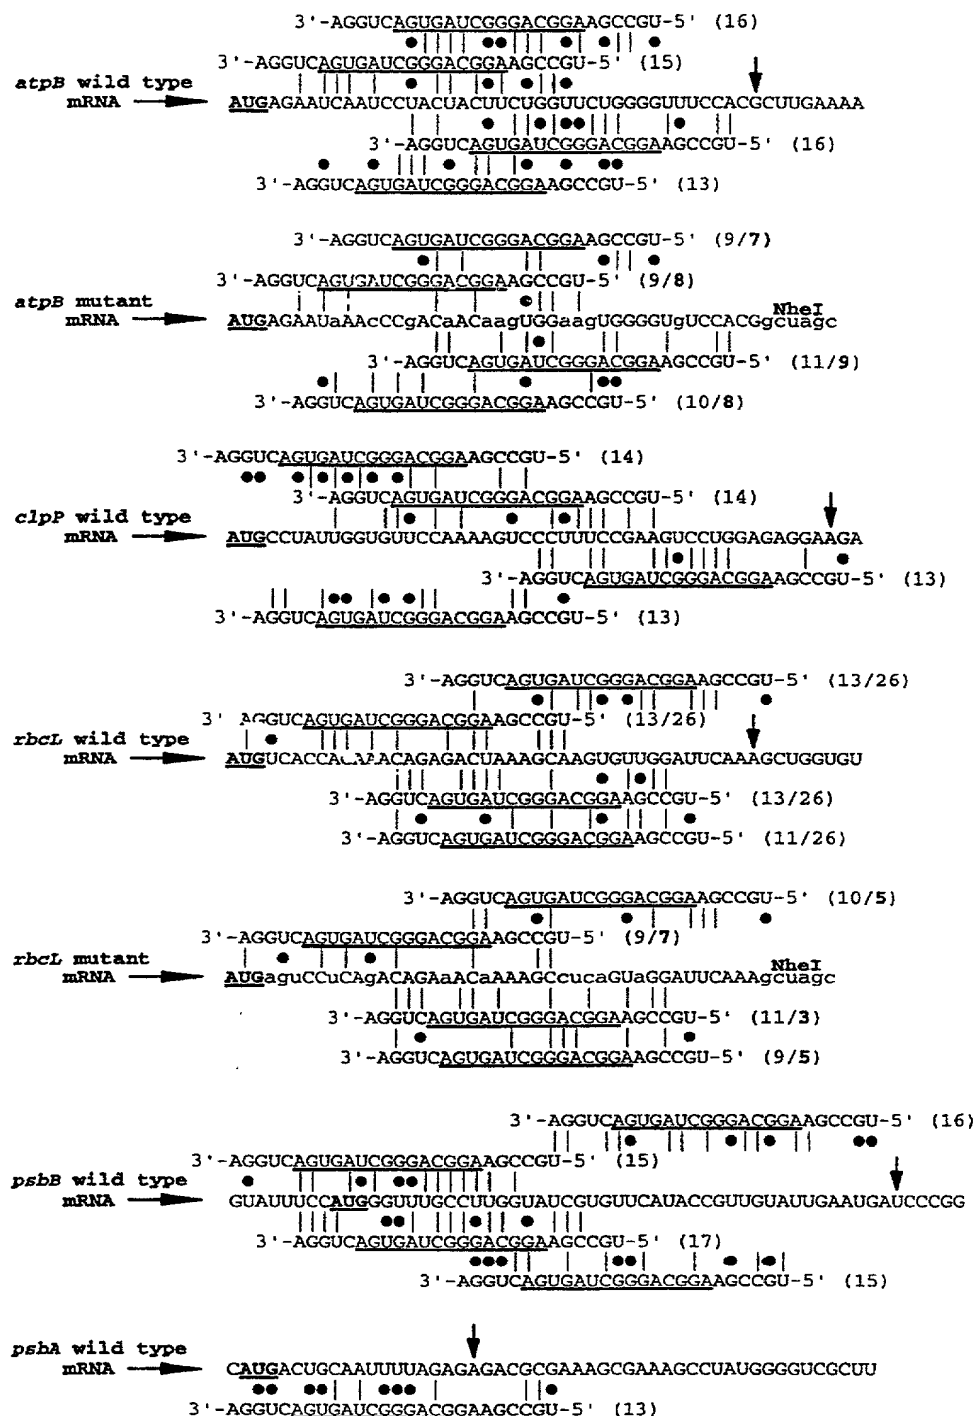 3'-AGGUCAGUGAUCGGGACGGAAGCCGU-5' (16)
3'-AGGUCAGUGAUCGGGACGGAAGCCGU-5' (15)
atpB wild type
mRNA
AUGAGAAUCAAUCCUACUACUUCUGGUUCUGGGGUUUCCACGCUUGAAAA
3'-AGGUCAGUGAUCGGGACGGAAGCCGU-5' (16)
3'-AGGUCAGUGAUCGGGACGGAAGCCGU-5' (13)
3'-AGGUCAGUGAUCGGGACGGAAGCCGU-5' (9/7)
3'-AGGUCAGUGAUCGGGACGGAAGCCGU-5' (9/8)
atpB mutant
mRNA
NheI
AUGAGAAUaAAcCCgACaACaagUGGaagUGGGGUgUCCACGgcuagc
3'-AGGUCAGUGAUCGGGACGGAAGCCGU-5' (11/9)
3'-AGGUCAGUGAUCGGGACGGAAGCCGU-5' (10/8)
3'-AGGUCAGUGAUCGGGACGGAAGCCGU-5' (14)
3'-AGGUCAGUGAUCGGGACGGAAGCCGU-5' (14)
clpP wild type
mRNA
AUGCCUAUUGGUGUUCCAAAAGUCCCUUUCCGAAGUCCUGGAGAGGAAGA
3'-AGGUCAGUGAUCGGGACGGAAGCCGU-5' (13)
3'-AGGUCAGUGAUCGGGACGGAAGCCGU-5' (13)
3'-AGGUCAGUGAUCGGGACGGAAGCCGU-5' (13/26)
3' AGGUCAGUGAUCGGGACGGAAGCCGU-5' (13/26)
rbcL wild type
mRNA
AUGUCACCACAAACAGAGACUAAAGCAAGUGUUGGAUUCAAAGCUGGUGU
3'-AGGUCAGUGAUCGGGACGGAAGCCGU-5' (13/26)
3'-AGGUCAGUGAUCGGGACGGAAGCCGU-5' (11/26)
3'-AGGUCAGUGAUCGGGACGGAAGCCGU-5' (10/5)
3'-AGGUCAGUGAUCGGGACGGAAGCCGU-5' (9/7)
rbcL mutant
mRNA
NheI
AUGaguCCuCAgACAGAaACaAAAGCcucaGUaGGAUUCAAAgcuagc
3'-AGGUCAGUGAUCGGGACGGAAGCCGU-5' (11/3)
3'-AGGUCAGUGAUCGGGACGGAAGCCGU-5' (9/5)
3'-AGGUCAGUGAUCGGGACGGAAGCCGU-5' (16)
3'-AGGUCAGUGAUCGGGACGGAAGCCGU-5' (15)
psbB wild type
mRNA
GUAUUUCCAUGGGUUUGCCUUGGUAUCGUGUUCAUACCGUUGUAUUGAAUGAUCCCGG
3'-AGGUCAGUGAUCGGGACGGAAGCCGU-5' (17)
3'-AGGUCAGUGAUCGGGACGGAAGCCGU-5' (15)
psbA wild type
mRNA
CAUGACUGCAAUUUUAGAGAGACGCGAAAGCGAAAGCCUAUGGGGUCGCUU
3'-AGGUCAGUGAUCGGGACGGAAGCCGU-5' (13)